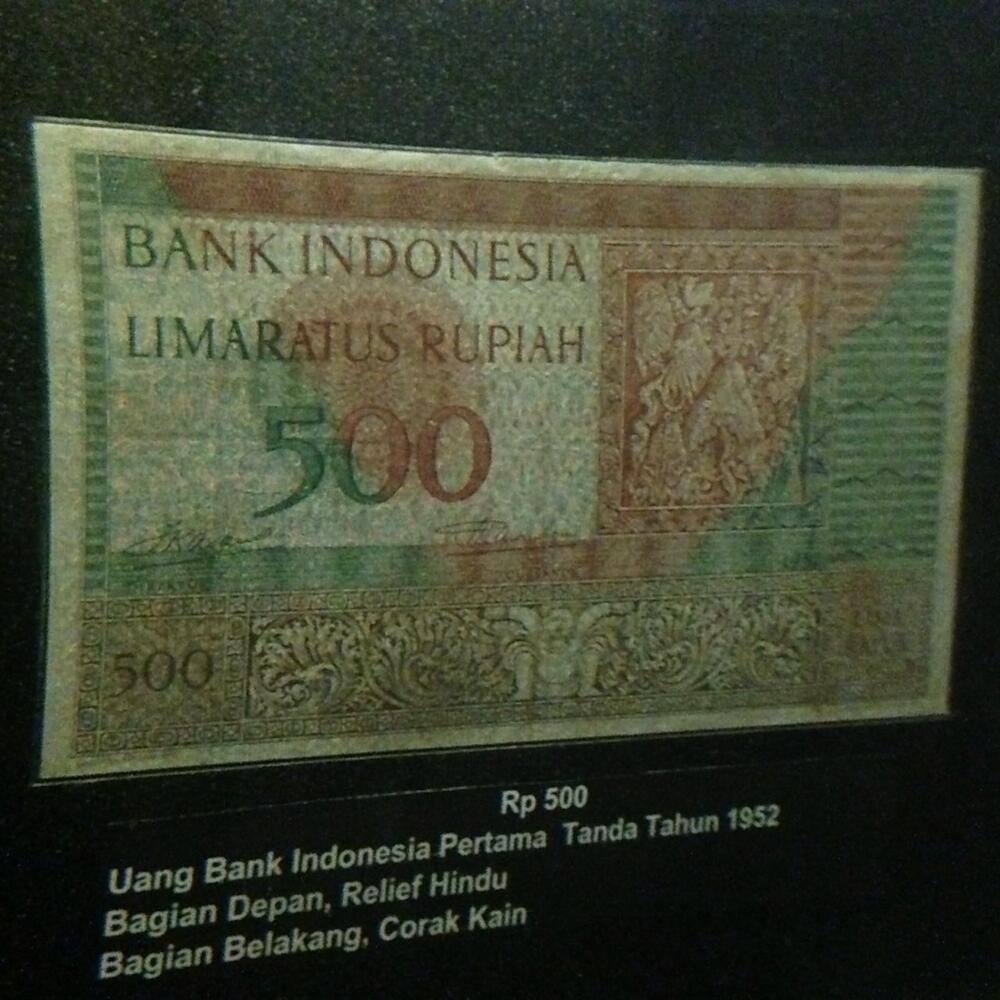 BANK INDONESIA
LIMARATUS RUPIAH
500
500
Rp 500
Uang Bank Indonesia Pertama Tanda Tahun 1952
Bagian Depan, Relief Hindu
Bagian Belakang, Corak Kain